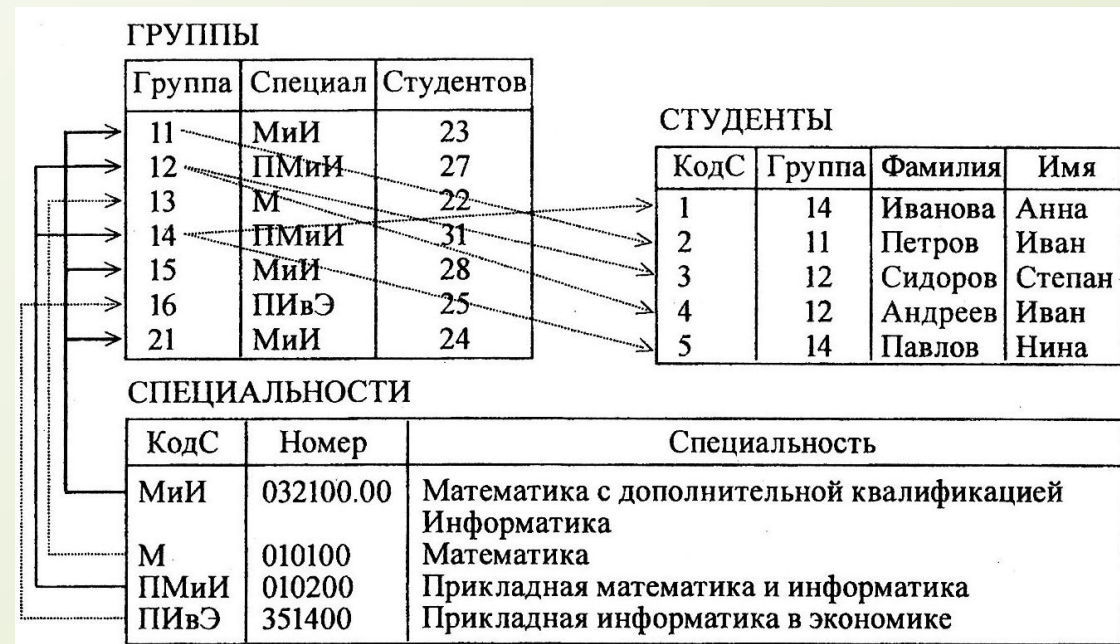 ГРУППЫ
Группа Специал Студентов
11 МиИ 23
12 ПМиИ 27
13 М 22
14 ПМиИ 31
15 МиИ 28
16 ПИвЭ 25
21 МиИ 24
СТУДЕНТЫ
КодС Группа Фамилия Имя
1 14 Иванова Анна
2 11 Петров Иван
3 12 Сидоров Степан
4 12 Андреев Иван
5 14 Павлов Нина
СПЕЦИАЛЬНОСТИ
КодС Номер Специальность
МиИ 032100.00 Математика с дополнительной квалификацией
Информатика
М 010100 Математика
ПМиИ 010200 Прикладная математика и информатика
ПИвЭ 351400 Прикладная информатика в экономике